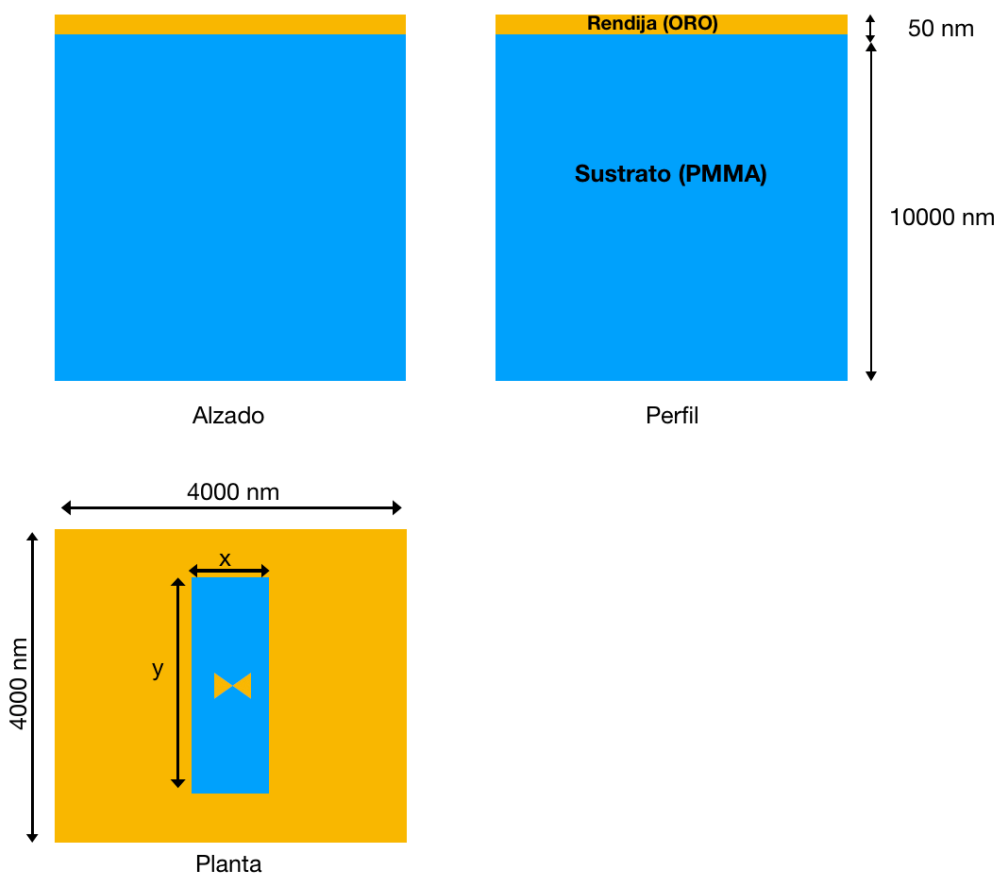 Rendija (ORO)
50 nm
Sustrato (PMMA)
10000 nm
Alzado
Perfil
4000 nm
x
y
4000 nm
Planta